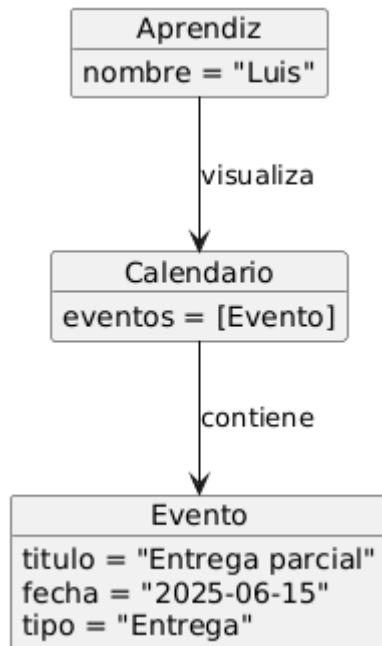 Aprendiz
nombre = "Luis"
visualiza
Calendario
eventos = [Evento]
contiene
Evento
titulo = "Entrega parcial"
fecha = "2025-06-15"
tipo = "Entrega"